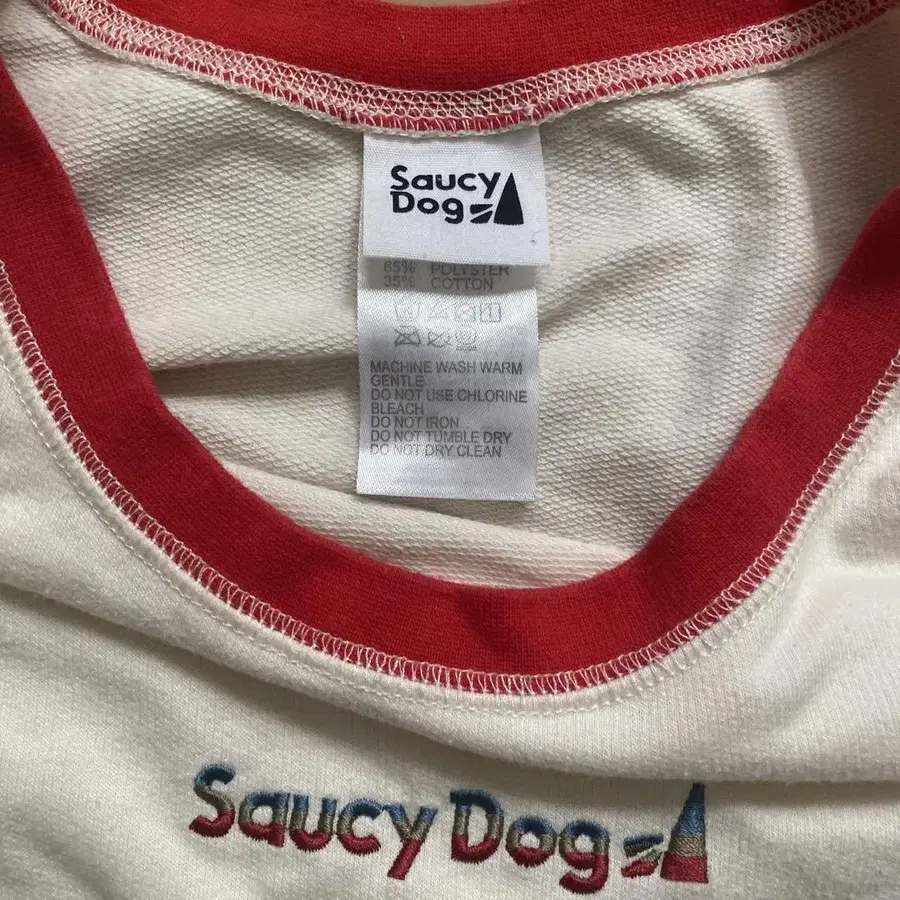 Saucy
Dog
65% POLYSTER
35% COTTON
MACHINE WASH WARM
GENTLE
DO NOT USE CHLORINE
BLEACH
DO NOT IRON
DO NOT TUMBLE DRY
DO NOT DRY CLEAN
Saucy Dog